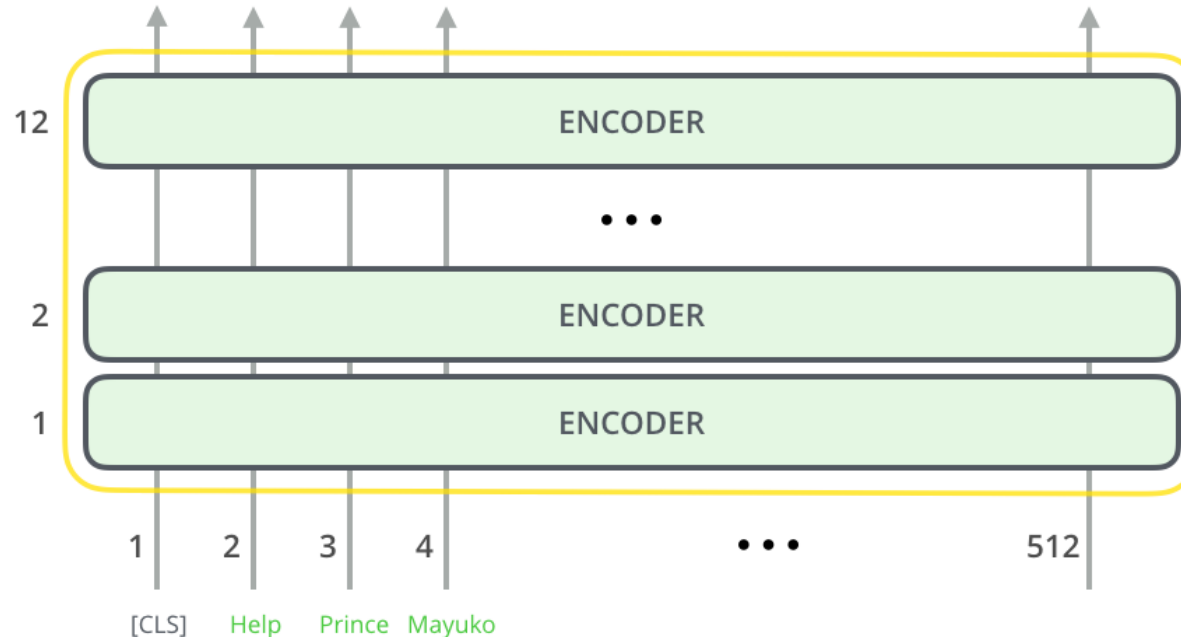 12 ENCODER
•••
2 ENCODER
1 ENCODER
1 2 3 4 ••• 512
[CLS] Help Prince Mayuko